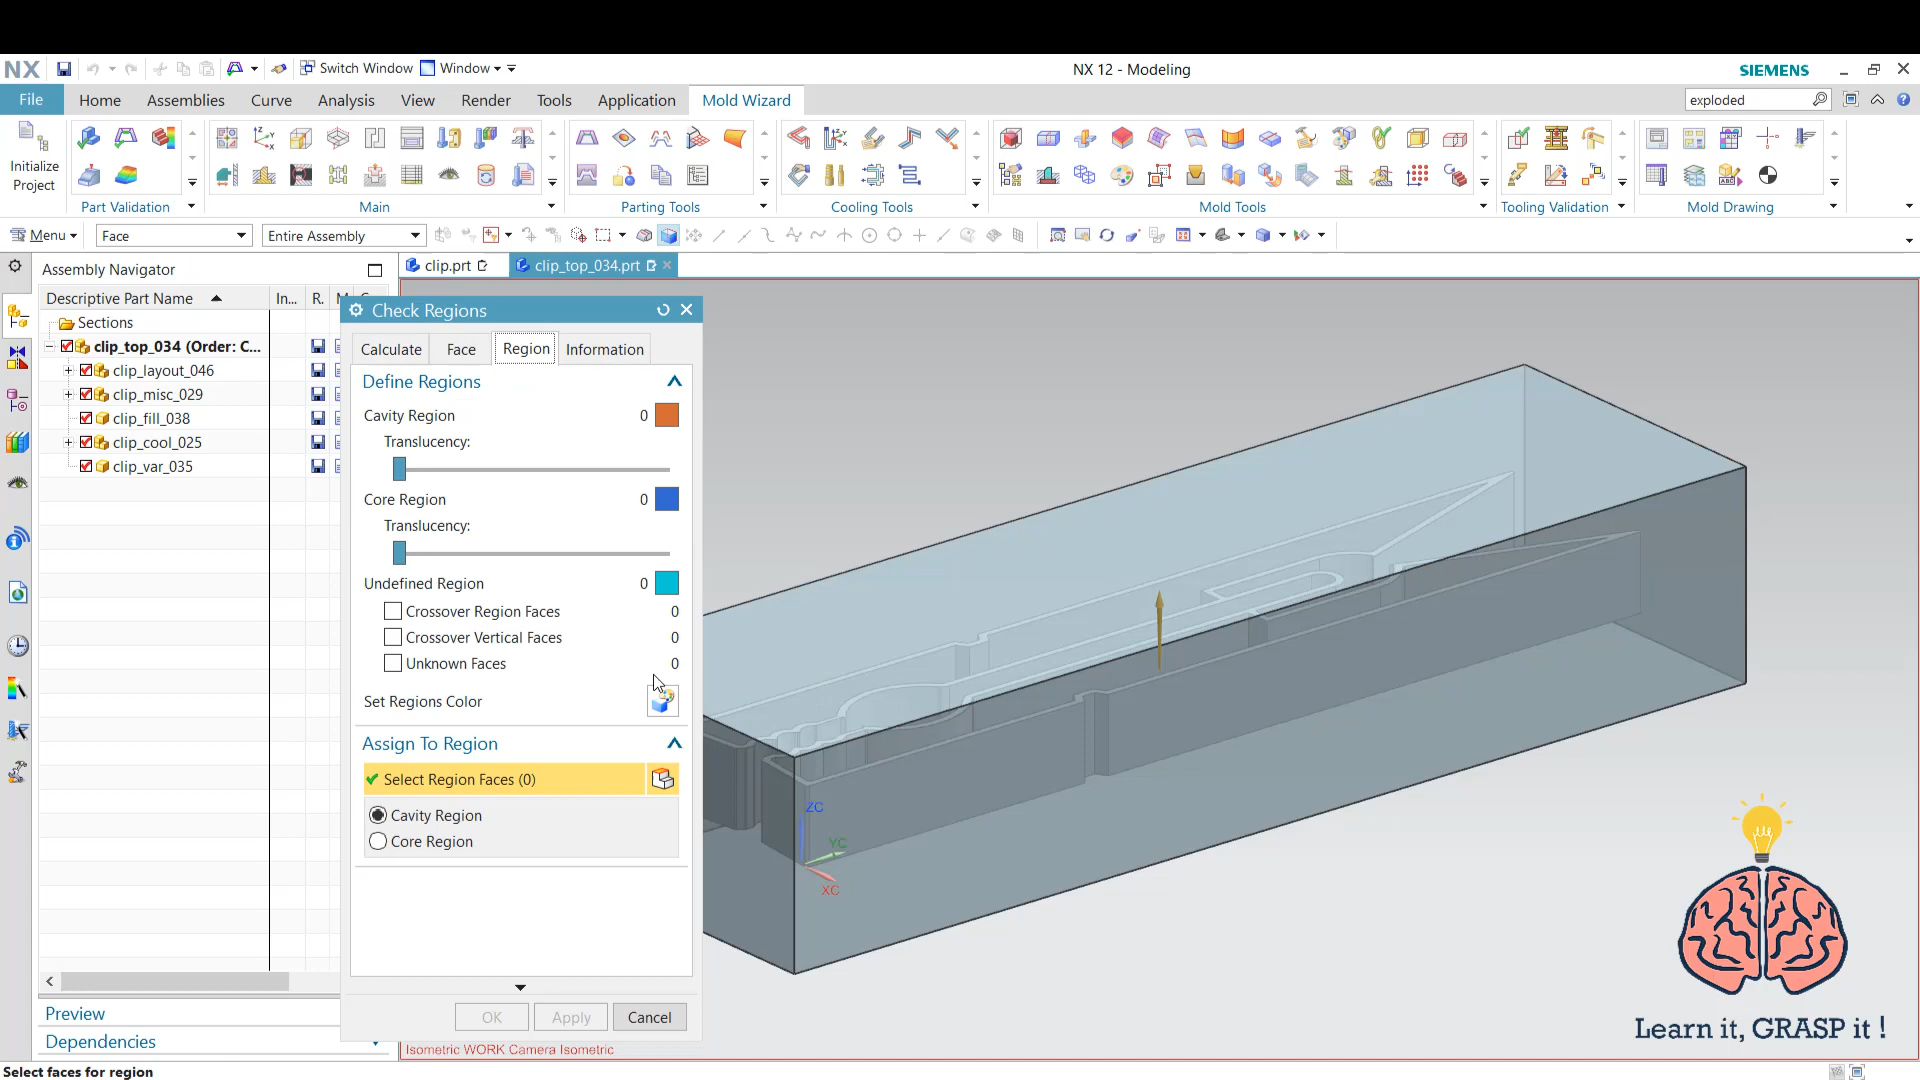 NX
Switch Window
Window
NX 12 - Modeling
SIEMENS
File
Home
Assemblies
Curve
Analysis
View
Render
Tools
Application
Mold Wizard
exploded
Initialize
Project
Part Validation
Main
Parting Tools
Cooling Tools
Mold Tools
Tooling Validation
Mold Drawing
Menu
Face
Entire Assembly
Assembly Navigator
clip.prt
clip_top_034.prt
Descriptive Part Name
In...
R.
Sections
clip_top_034 (Order: C...
clip_layout_046
clip_misc_029
clip_fill_038
clip_cool_025
clip_var_035
Preview
Dependencies
Check Regions
Calculate
Face
Region
Information
Define Regions
Cavity Region 0
Translucency:
Core Region 0
Translucency:
Undefined Region 0
Crossover Region Faces 0
Crossover Vertical Faces 0
Unknown Faces 0
Set Regions Color
Assign To Region
Select Region Faces (0)
Cavity Region
Core Region
OK
Apply
Cancel
ZC
YC
XC
Learn it, GRASP it !
Isometric WORK Camera Isometric
Select faces for region